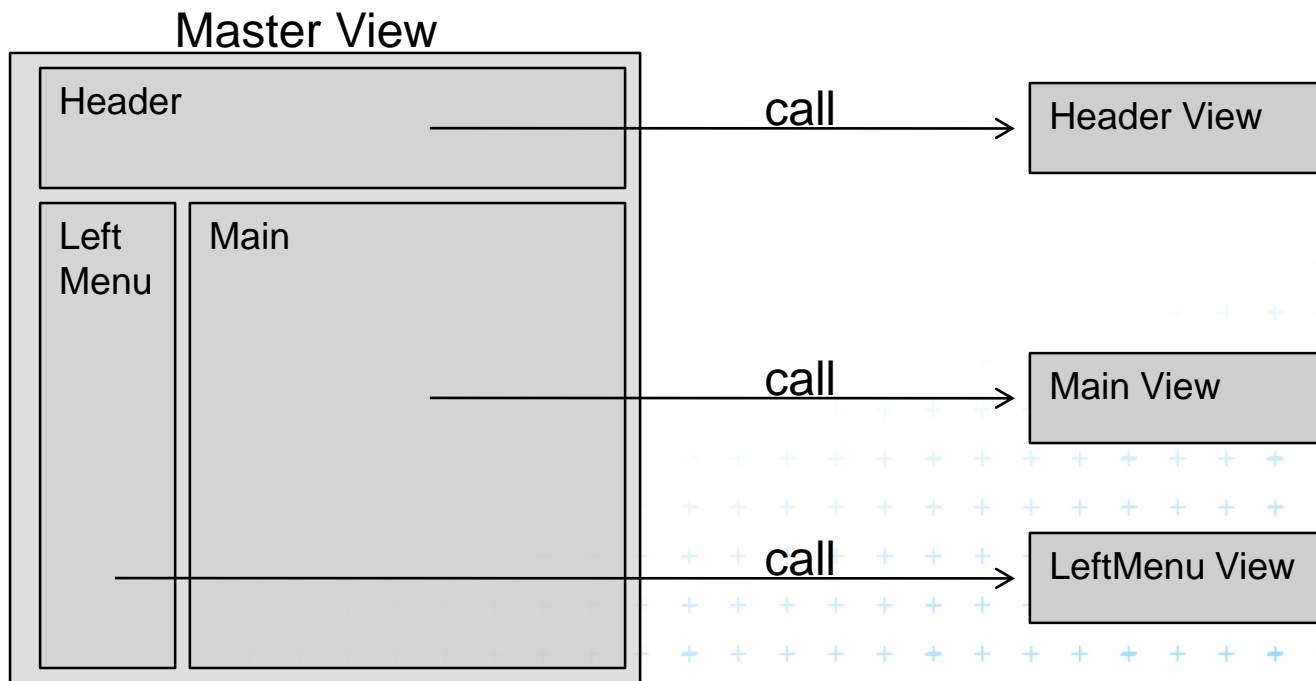 Master View
Header
call
Header View
Left
Menu
Main
call
Main View
call
LeftMenu View